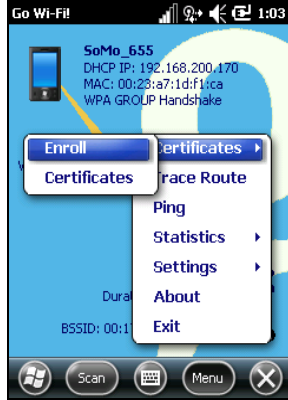 Go Wi-Fi! 1:03
SoMo_655
DHCP IP: 192.168.200.170
MAC: 00:23:a7:1d:f1:ca
WPA GROUP Handshake
Enroll
Certificates
Certificates
Trace Route
Ping
Statistics
Settings
About
Exit
Dura
BSSID: 00:1
Scan
Menu